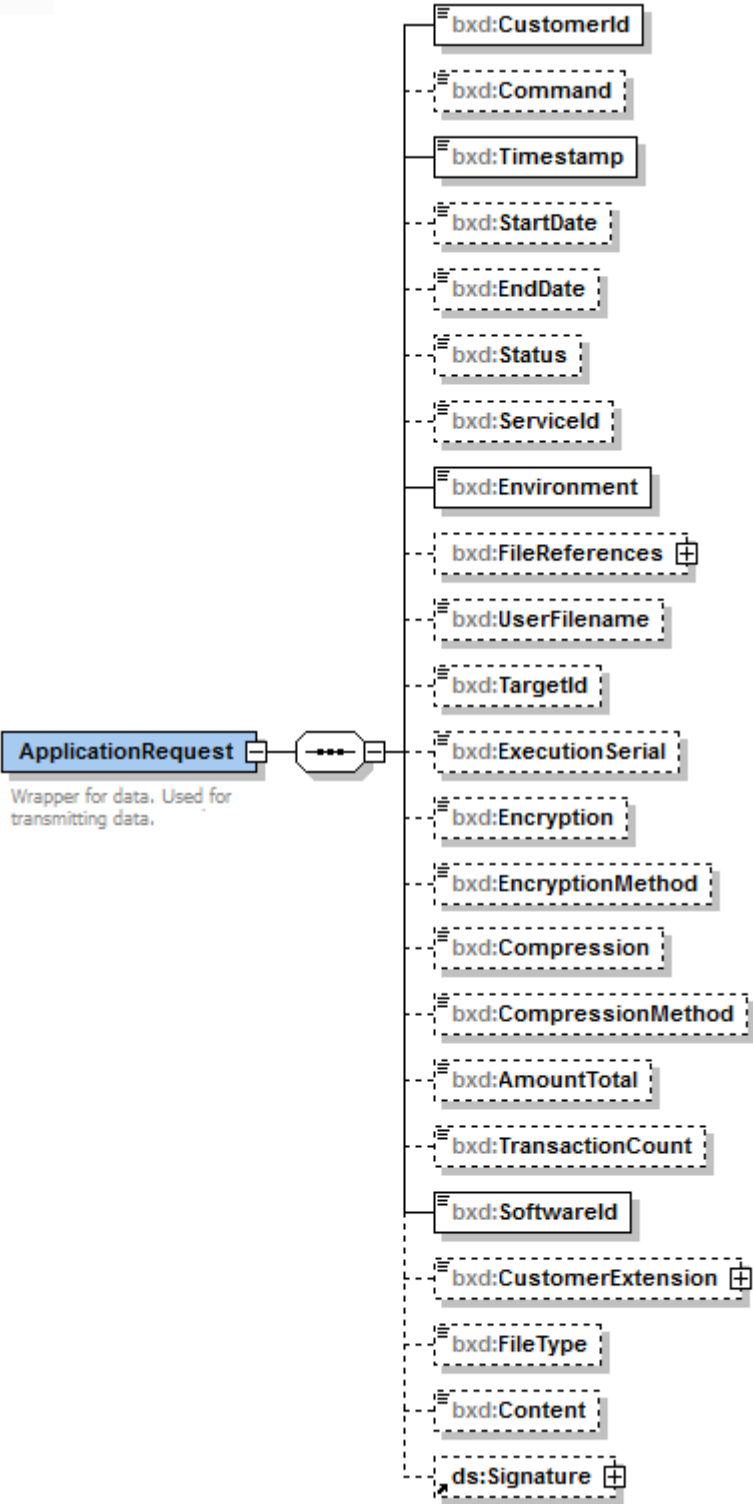 bxd:CustomerId
bxd:Command
bxd:Timestamp
bxd:StartDate
bxd:EndDate
bxd:Status
bxd:ServiceId
bxd:Environment
bxd:FileReferences
bxd:UserFilename
bxd:TargetId
ApplicationRequest
bxd:ExecutionSerial
Wrapper for data. Used for
transmitting data.
bxd:Encryption
bxd:EncryptionMethod
bxd:Compression
bxd:CompressionMethod
bxd:AmountTotal
bxd:TransactionCount
bxd:SoftwareId
bxd:CustomerExtension
bxd:FileType
bxd:Content
ds:Signature